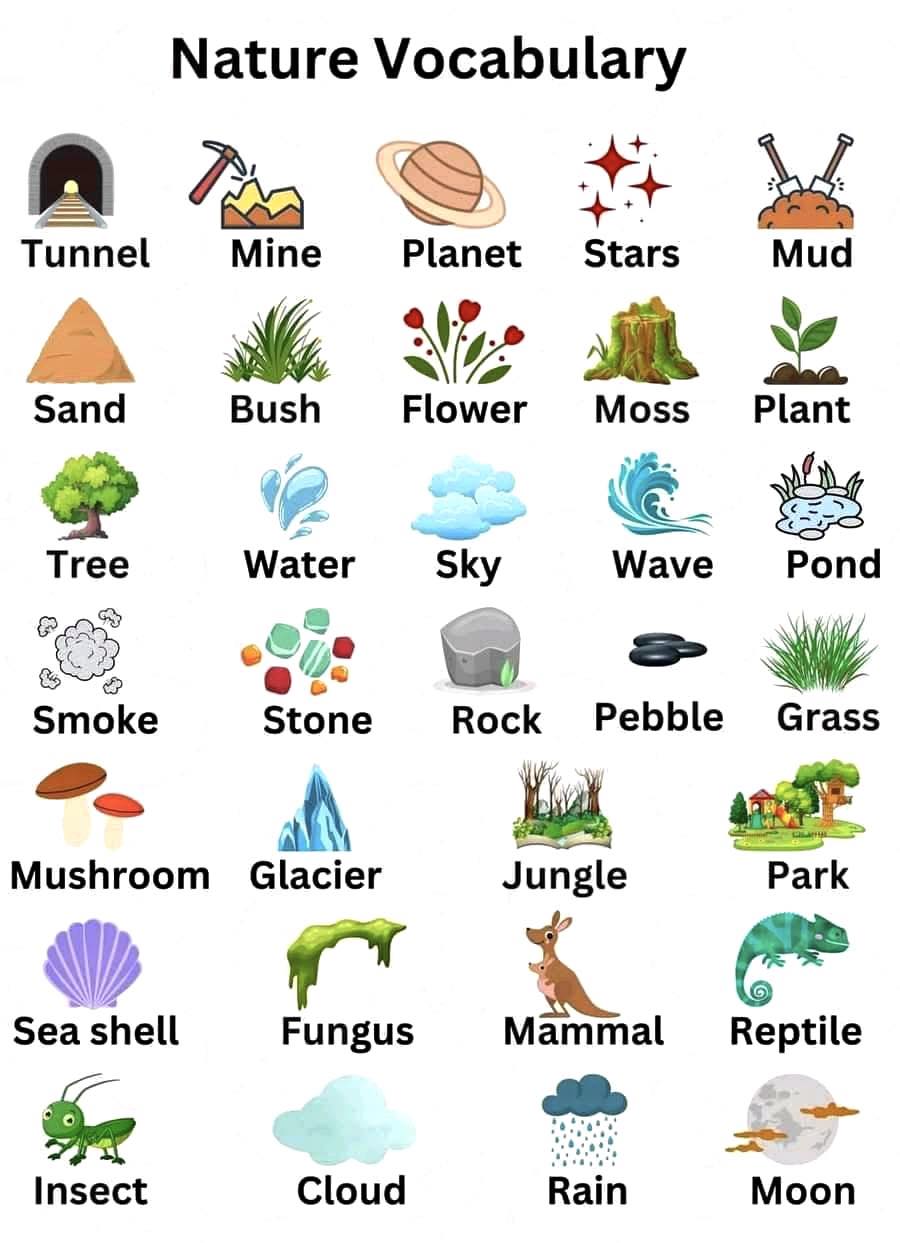 Nature Vocabulary
Tunnel Mine Planet Stars Mud
Sand Bush Flower Moss Plant
Tree Water Sky Wave Pond
Smoke Stone Rock Pebble Grass
Mushroom Glacier Jungle Park
Sea shell Fungus Mammal Reptile
Insect Cloud Rain Moon